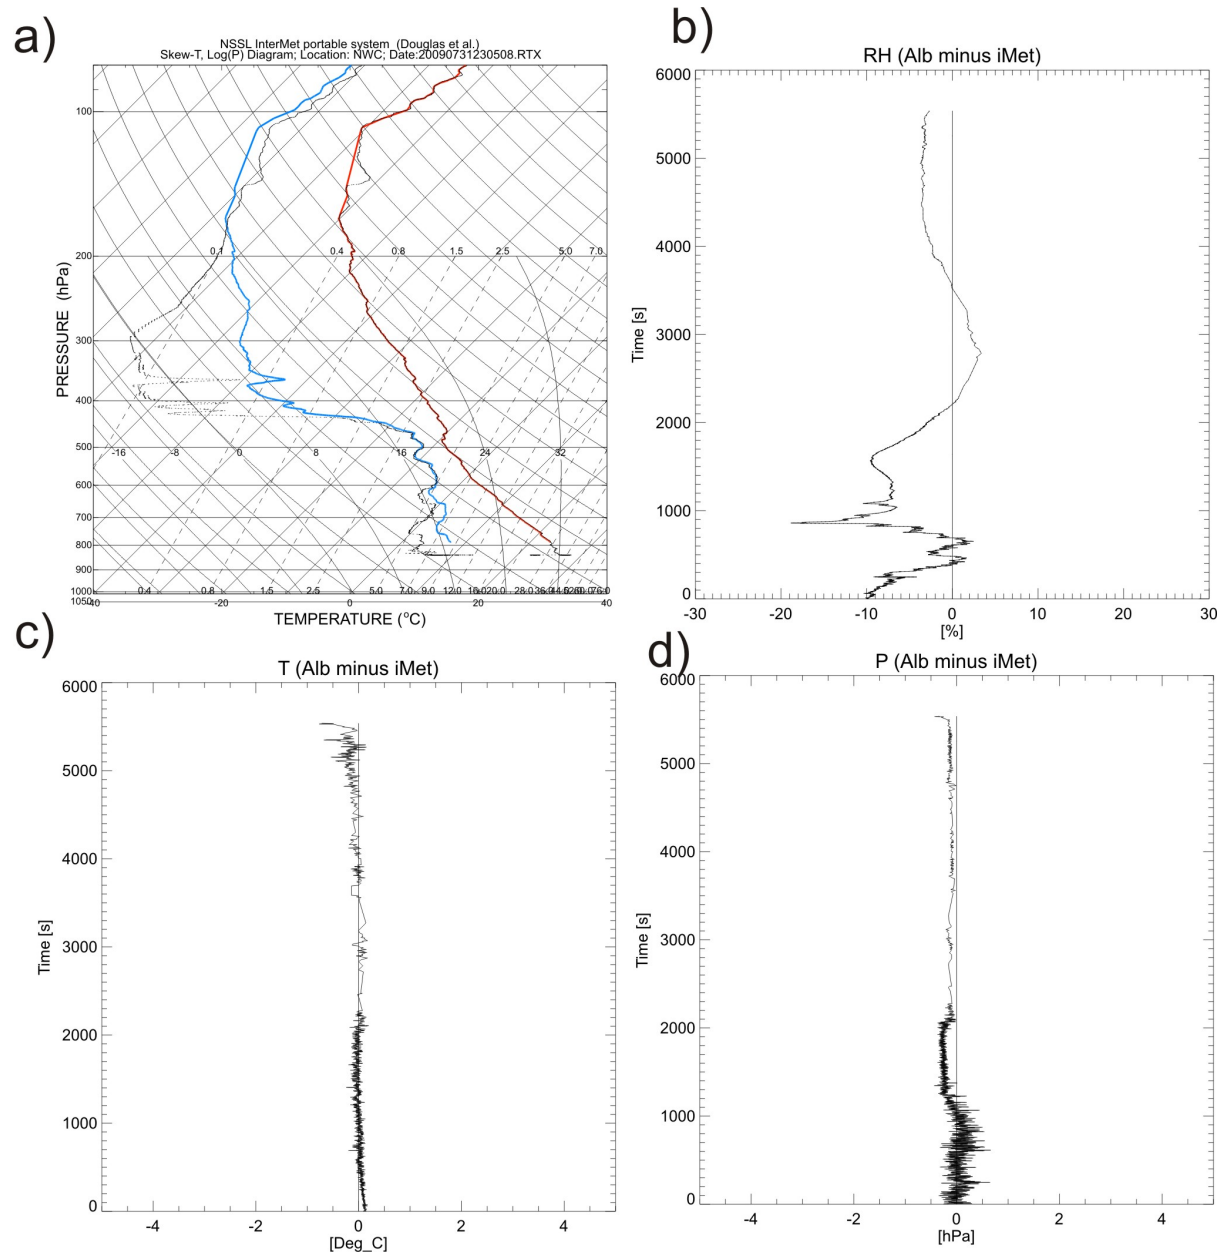 a)
NSSL InterMet portable system (Douglas et al.)
Skew-T, Log(P) Diagram; Location: NWC; Date:20090731230508.RTX
PRESSURE (hPa)
100
200
300
400
500
600
700
800
900
1000
1050
0.1 0.4 0.8 1.5 2.5 5.0 7.0
-16 -8 0 8 16 24 32
0.4 0.8 1.5 2.5 5.0 7.0 9.0 12.0
-20 0 20 40
TEMPERATURE (°C)
b)
RH (Alb minus iMet)
Time [s]
6000
5000
4000
3000
2000
1000
0
-30 -20 -10 0 10 20 30
[%]
c)
T (Alb minus iMet)
Time [s]
6000
5000
4000
3000
2000
1000
0
-4 -2 0 2 4
[Deg_C]
d)
P (Alb minus iMet)
Time [s]
6000
5000
4000
3000
2000
1000
0
-4 -2 0 2 4
[hPa]